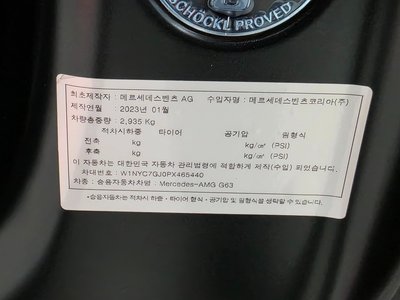 SCHÖCKL PROVED
최초제작자 : 메르세데스벤츠 AG 수입자명 : 메르세데스벤츠코리아(주)
제작연월 : 2023년 01월
차량총중량 : 2,935 Kg
적차시하중 타이어 공기압 원형식
전축 kg kg/㎠ (PSI)
후축 kg kg/㎠ (PSI)
이 자동차는 대한민국 자동차 관리법령에 적합하게 제작(수입) 되었습니다.
차대번호 : W1NYC7GJ0PX465440
차종 : 승용자동차차명 : Mercedes-AMG G63
*승용자동차는 적차시 하중 · 타이어 형식 · 공기압 및 원형식을 생략할 수 있습니다.